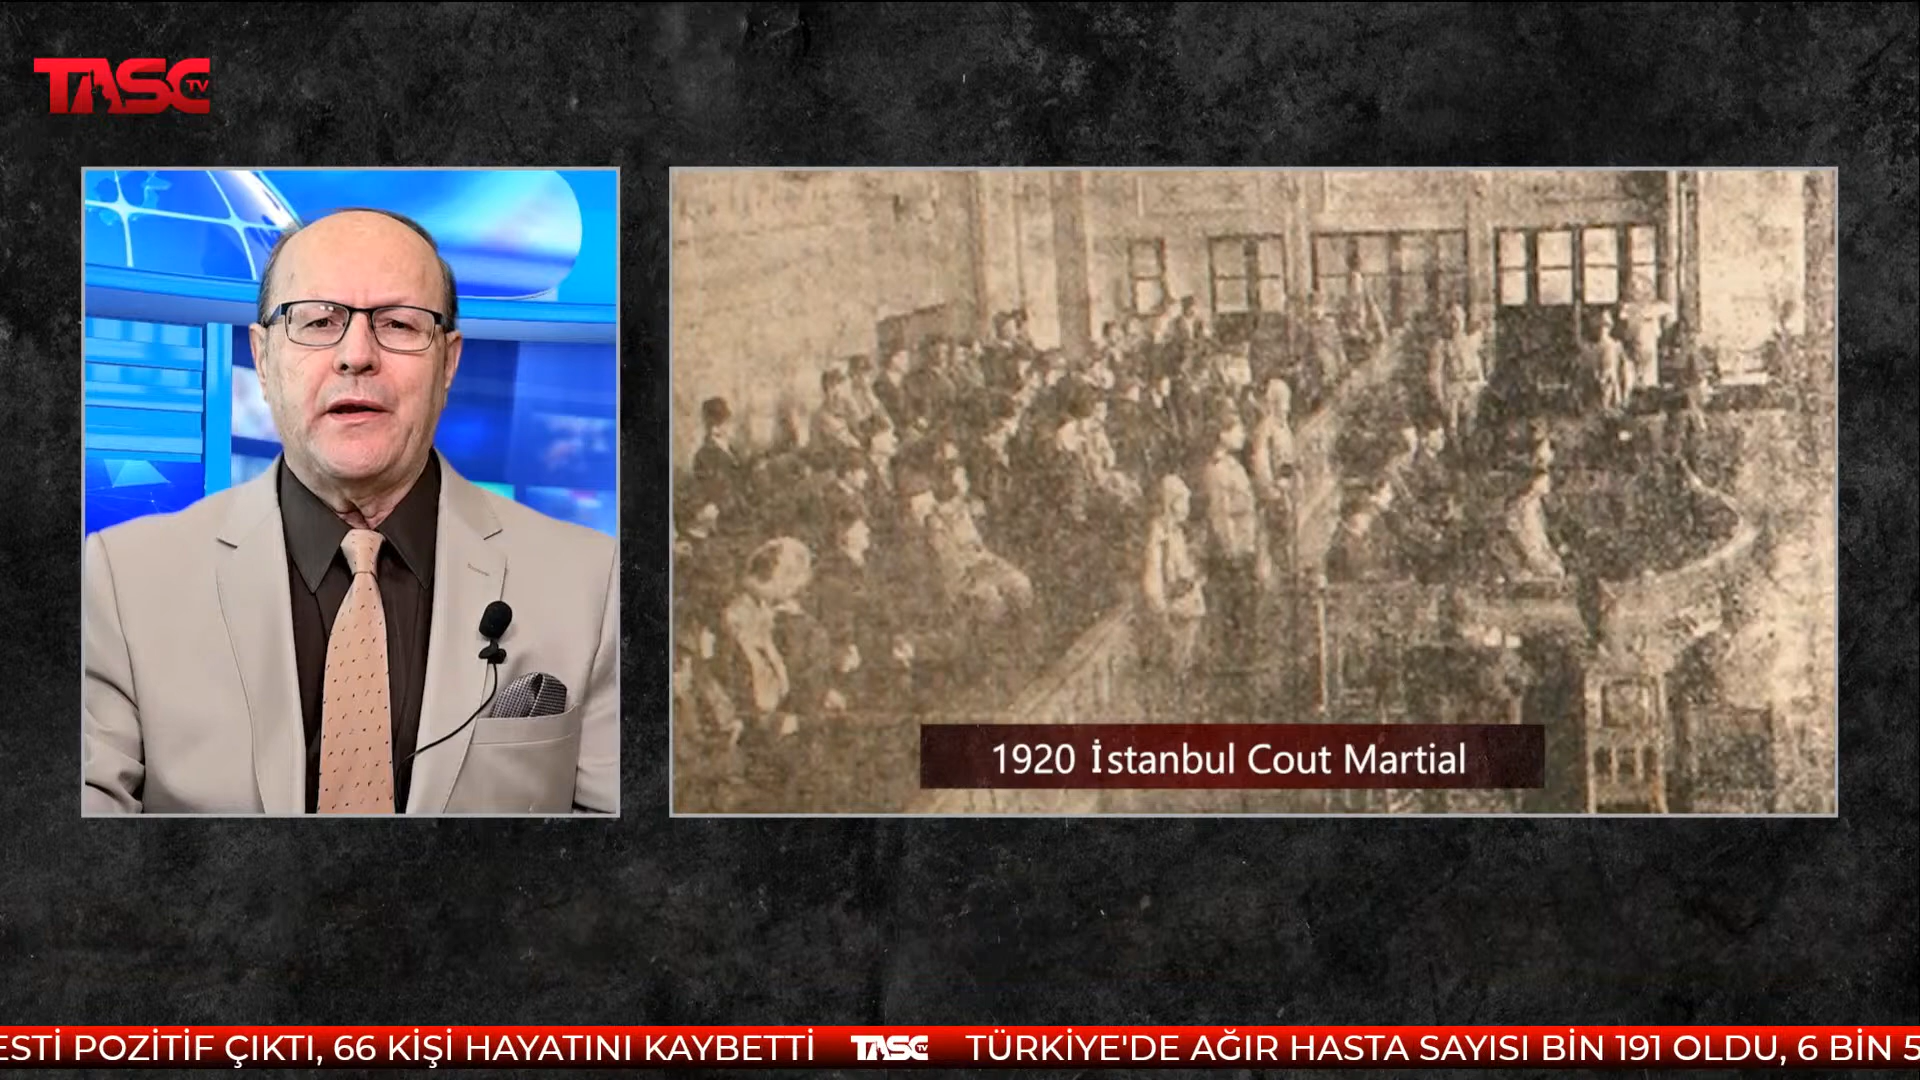 TASC TV
1920 İstanbul Cout Martial
ESTİ POZİTİF ÇIKTI, 66 KİŞİ HAYATINI KAYBETTİ TASC TV TÜRKİYE'DE AĞIR HASTA SAYISI BİN 191 OLDU, 6 BİN 5